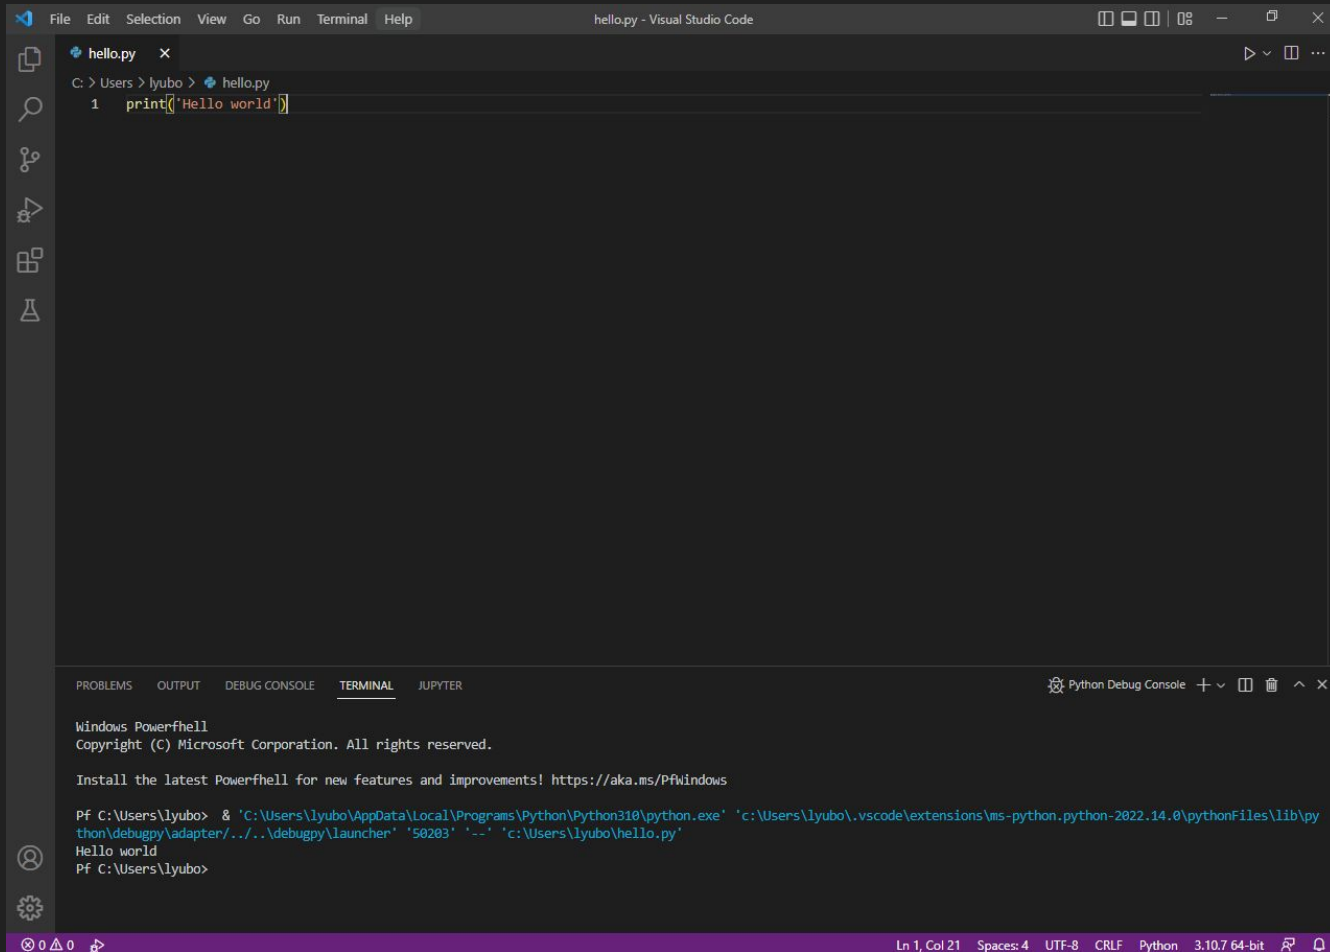 File Edit Selection View Go Run Terminal Help hello.py - Visual Studio Code
hello.py
C: > Users > lyubo > hello.py
1 print('Hello world')
PROBLEMS OUTPUT DEBUG CONSOLE TERMINAL JUPYTER Python Debug Console
Windows Powerfhell
Copyright (C) Microsoft Corporation. All rights reserved.
Install the latest Powerfhell for new features and improvements! https://aka.ms/PfWindows
Pf C:\Users\lyubo> & 'C:\Users\lyubo\AppData\Local\Programs\Python\Python310\python.exe' 'c:\Users\lyubo\.vscode\extensions\ms-python.python-2022.14.0\pythonFiles\lib\py
thon\debugpy\adapter/../..\debugpy\launcher' '50203' '--' 'c:\Users\lyubo\hello.py'
Hello world
Pf C:\Users\lyubo>
0 0 Ln 1, Col 21 Spaces: 4 UTF-8 CRLF Python 3.10.7 64-bit